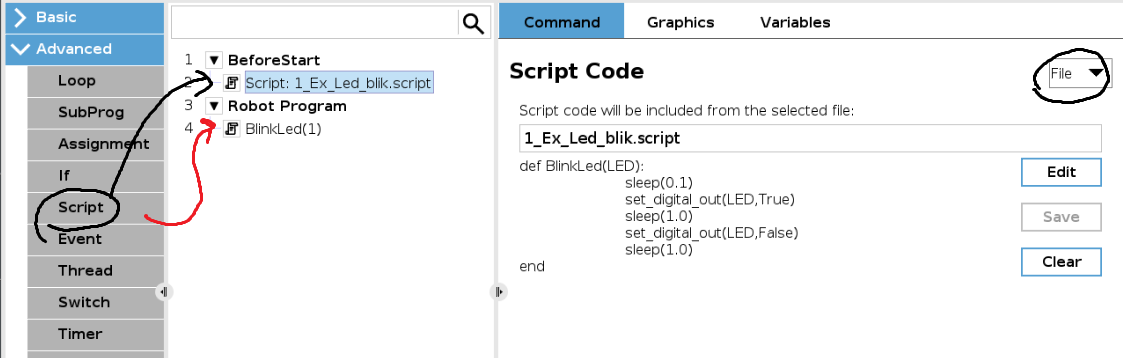 Basic
Advanced
Loop
SubProg
Assignment
If
Script
Event
Thread
Switch
Timer
1 BeforeStart
2 Script: 1_Ex_Led_blik.script
3 Robot Program
4 BlinkLed(1)
Command Graphics Variables
Script Code
File
Script code will be included from the selected file:
1_Ex_Led_blik.script
def BlinkLed(LED):
sleep(0.1)
set_digital_out(LED,True)
sleep(1.0)
set_digital_out(LED,False)
sleep(1.0)
end
Edit
Save
Clear